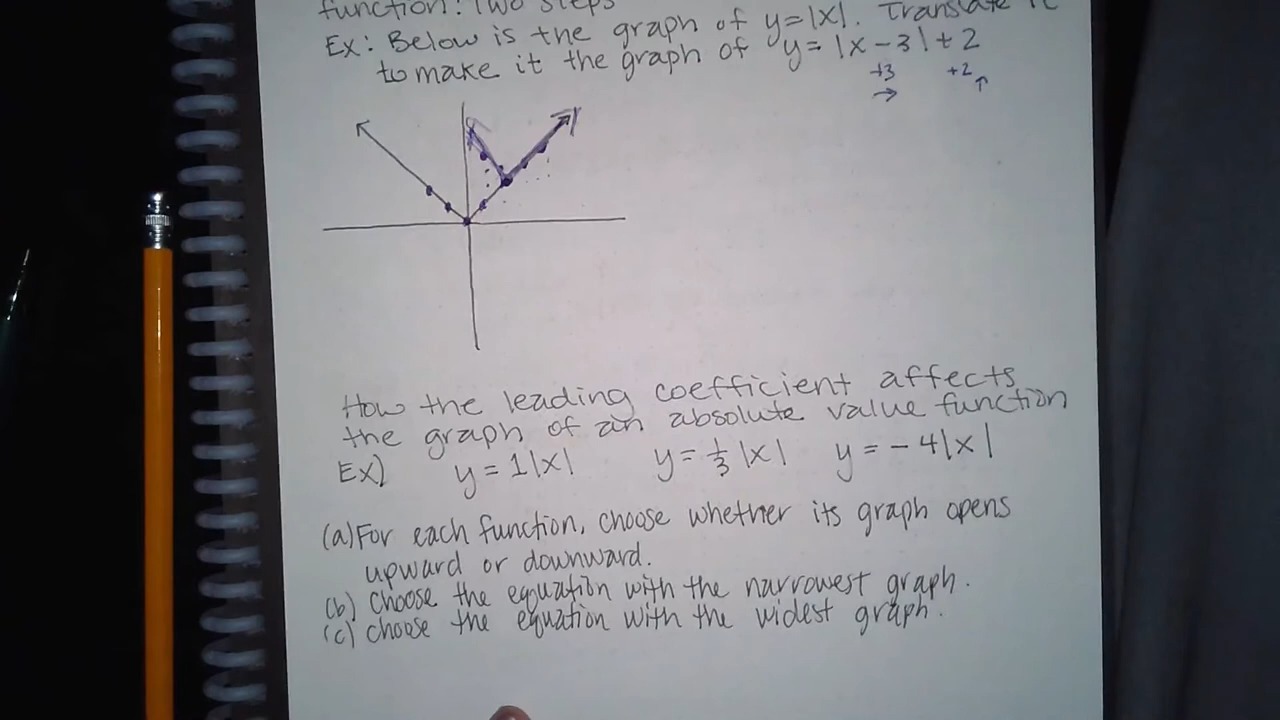 function: Two steps Translate it
Ex: Below is the graph of y=|x|.
to make it the graph of y= |x-3|+2
+3 +2
→ ↑
How the leading coefficient affects
the graph of an absolute value function
Ex) y=1|x| y=⅓|x| y=-4|x|
(a) For each function, choose whether its graph opens
upward or downward.
(b) Choose the equation with the narrowest graph.
(c) choose the equation with the widest graph.